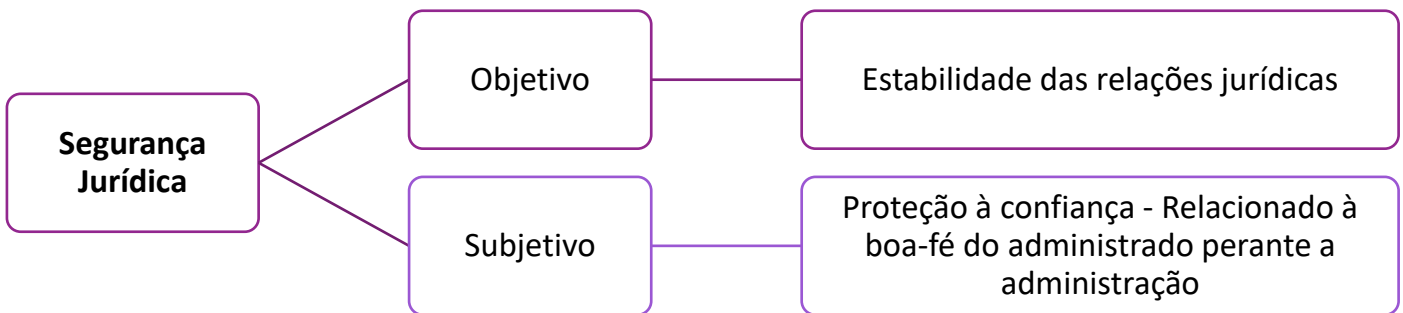 Segurança
Jurídica
Objetivo
Estabilidade das relações jurídicas
Subjetivo
Proteção à confiança - Relacionado à
boa-fé do administrado perante a
administração